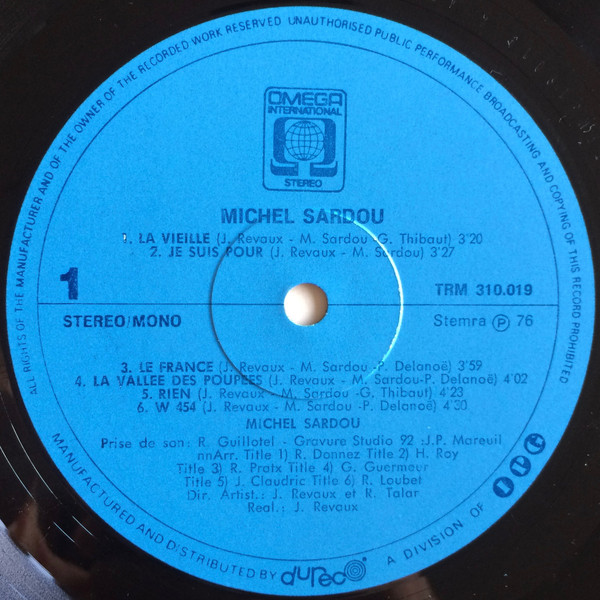 ALL RIGHTS OF THE MANUFACTURER AND OF THE OWNER OF THE RECORDED WORK RESERVED UNAUTHORISED PUBLIC PERFORMANCE BROADCASTING AND COPYING OF THIS RECORD PROHIBITED
OMEGA
INTERNATIONAL
STEREO
MICHEL SARDOU
1. LA VIEILLE (J. Revaux - M. Sardou -G. Thibaut) 3'20
2. JE SUIS POUR (J. Revaux - M. Sardou) 3'27
1
TRM 310.019
STEREO/MONO
Stemra Ⓟ 76
3. LE FRANCE (J. Revaux - M. Sardou -P. Delanoë) 3'59
4. LA VALLEE DES POUPEES (J. Revaux - M. Sardou-P. Delanoë) 4'02
5. RIEN (J. Revaux - M. Sardou -G. Thibaut) 4'23
6. W 454 (J. Revaux - M. Sardou -P. Delanoë) 4'30
MICHEL SARDOU
Prise de son: R. Guillotel - Gravure Studio 92 :J.P. Mareuil
nnArr. Title 1) R. Donnez Title 2) H. Roy
Title 3) R. Pratx Title 4) G. Guermeur
Title 5) J. Claudric Title 6) R. Loubet
Dir. Artist.: J. Revaux et R. Talar
Real.: J. Revaux
MANUFACTURED AND DISTRIBUTED BY dureco A DIVISION OF